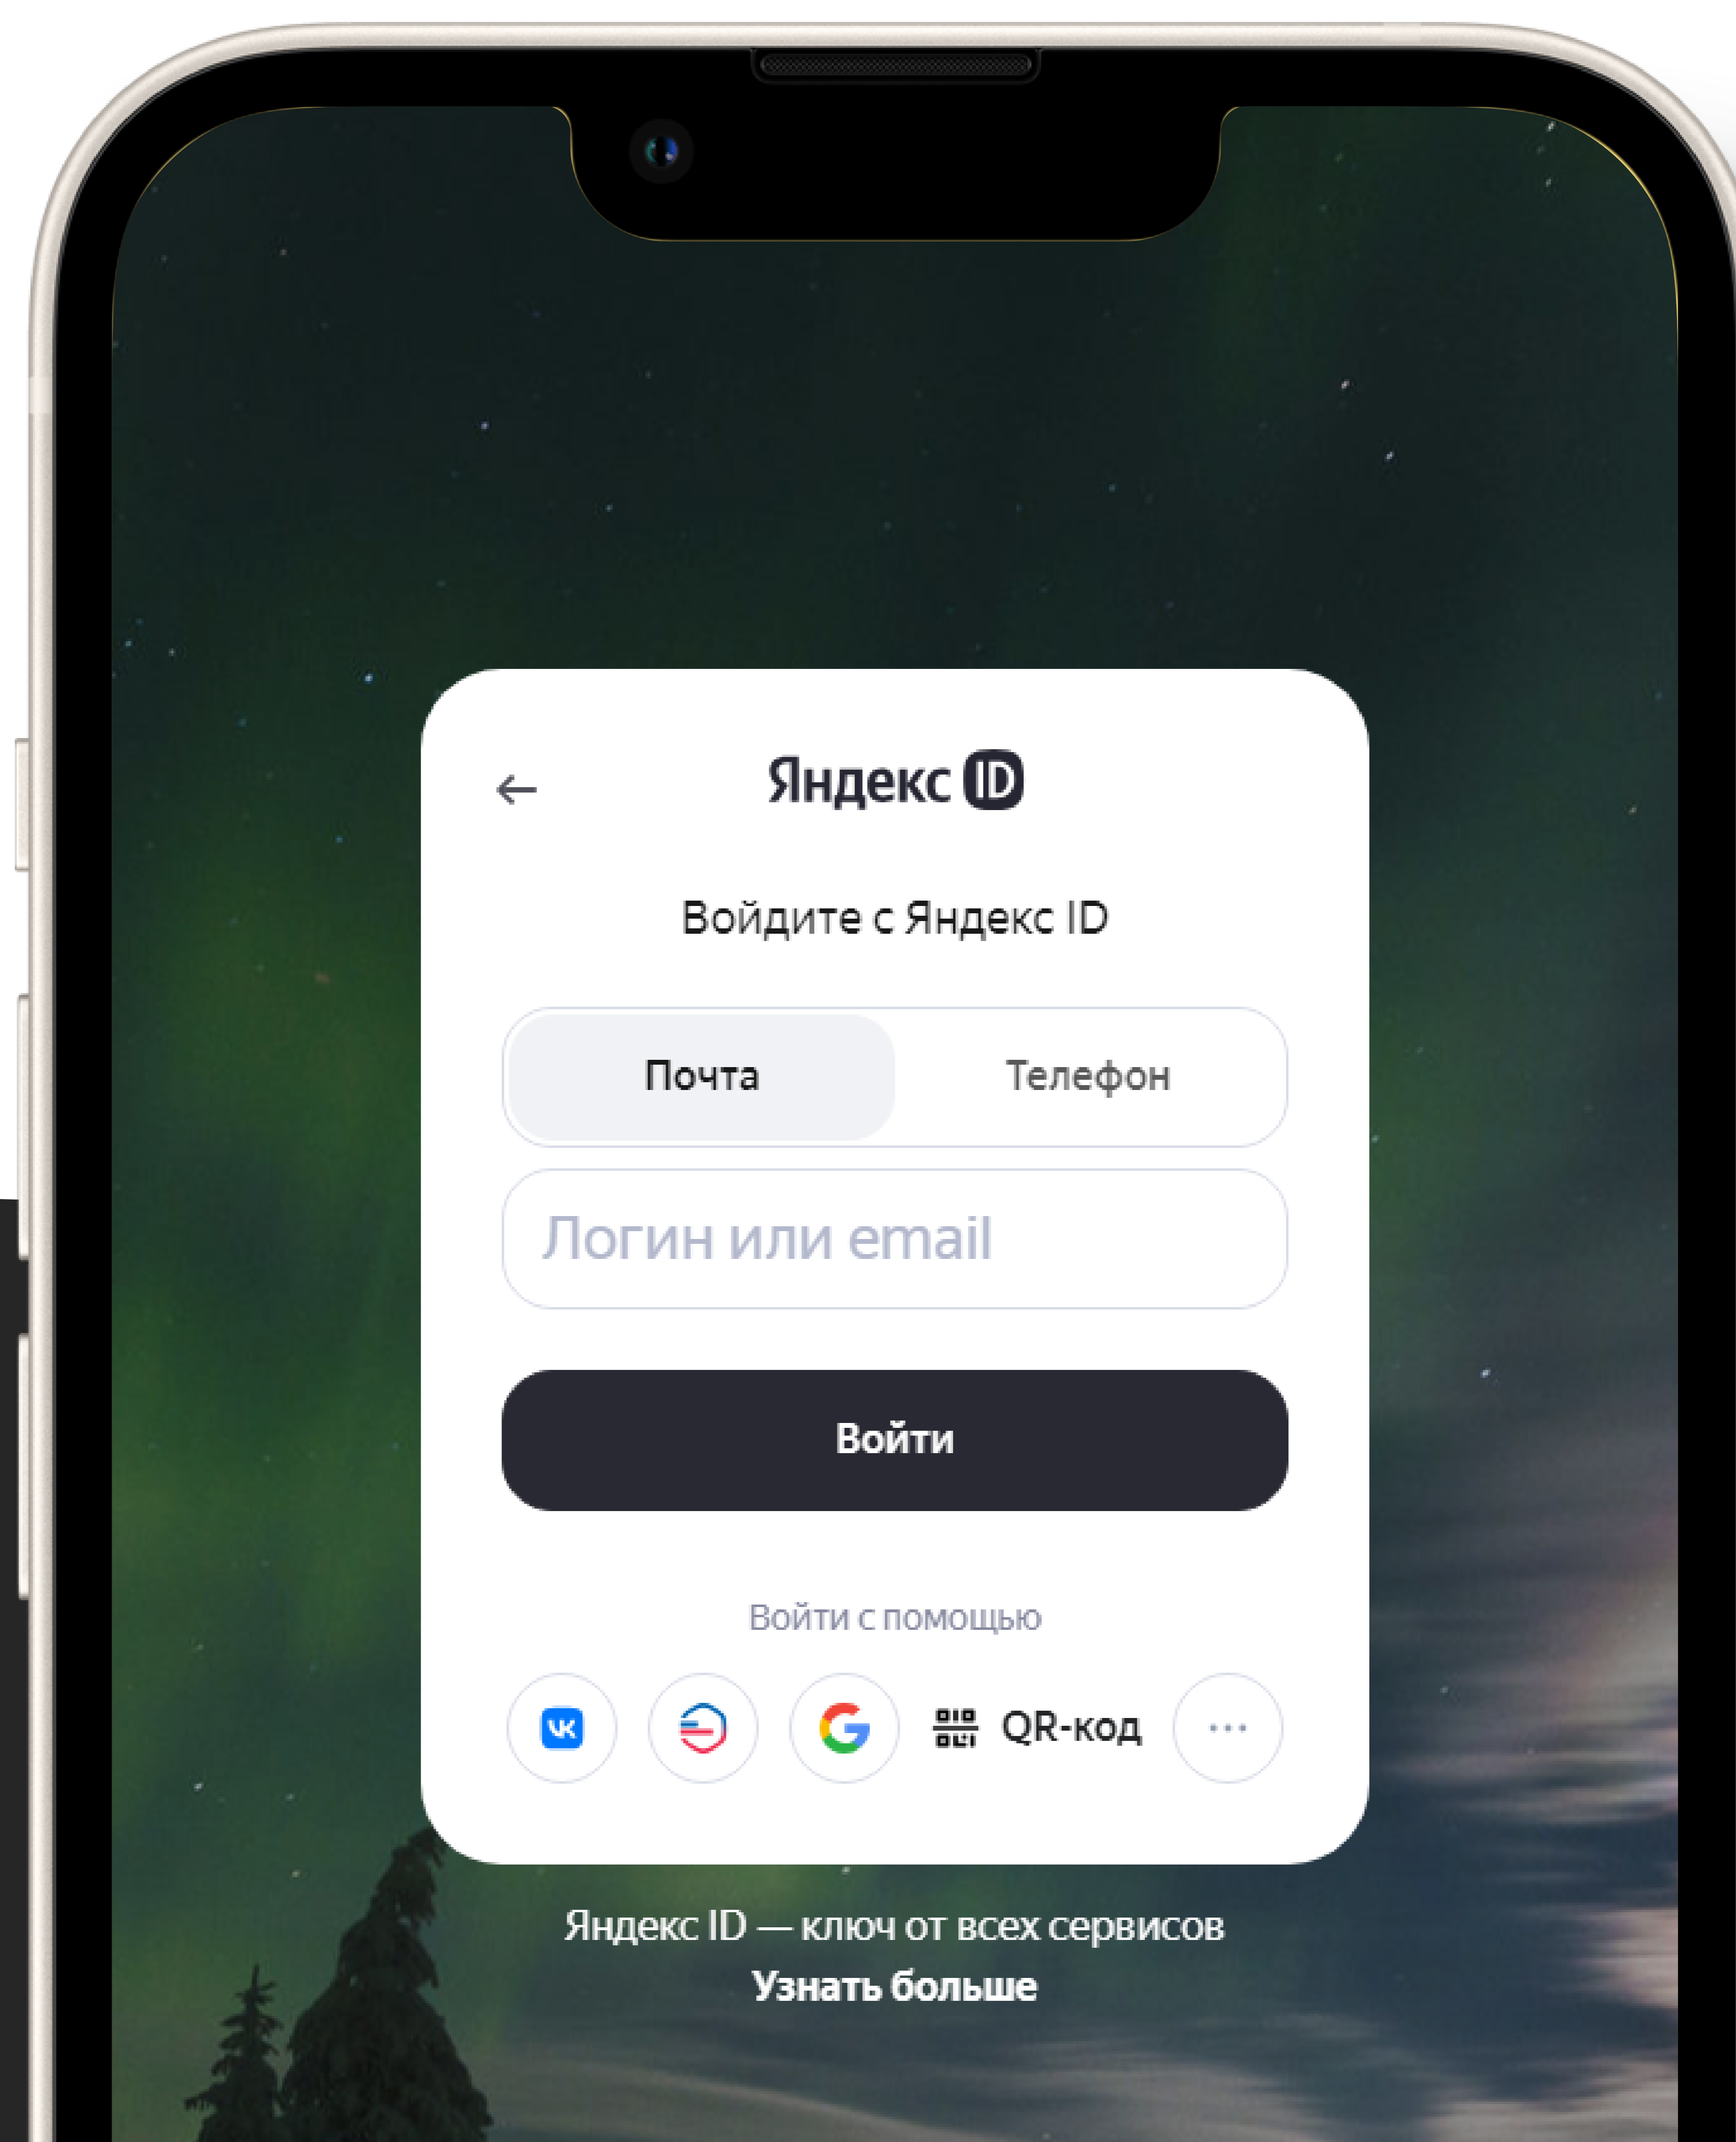 Яндекс ID
Войдите с Яндекс ID
Почта Телефон
Логин или email
Войти
Войти с помощью
QR-код
Яндекс ID — ключ от всех сервисов
Узнать больше